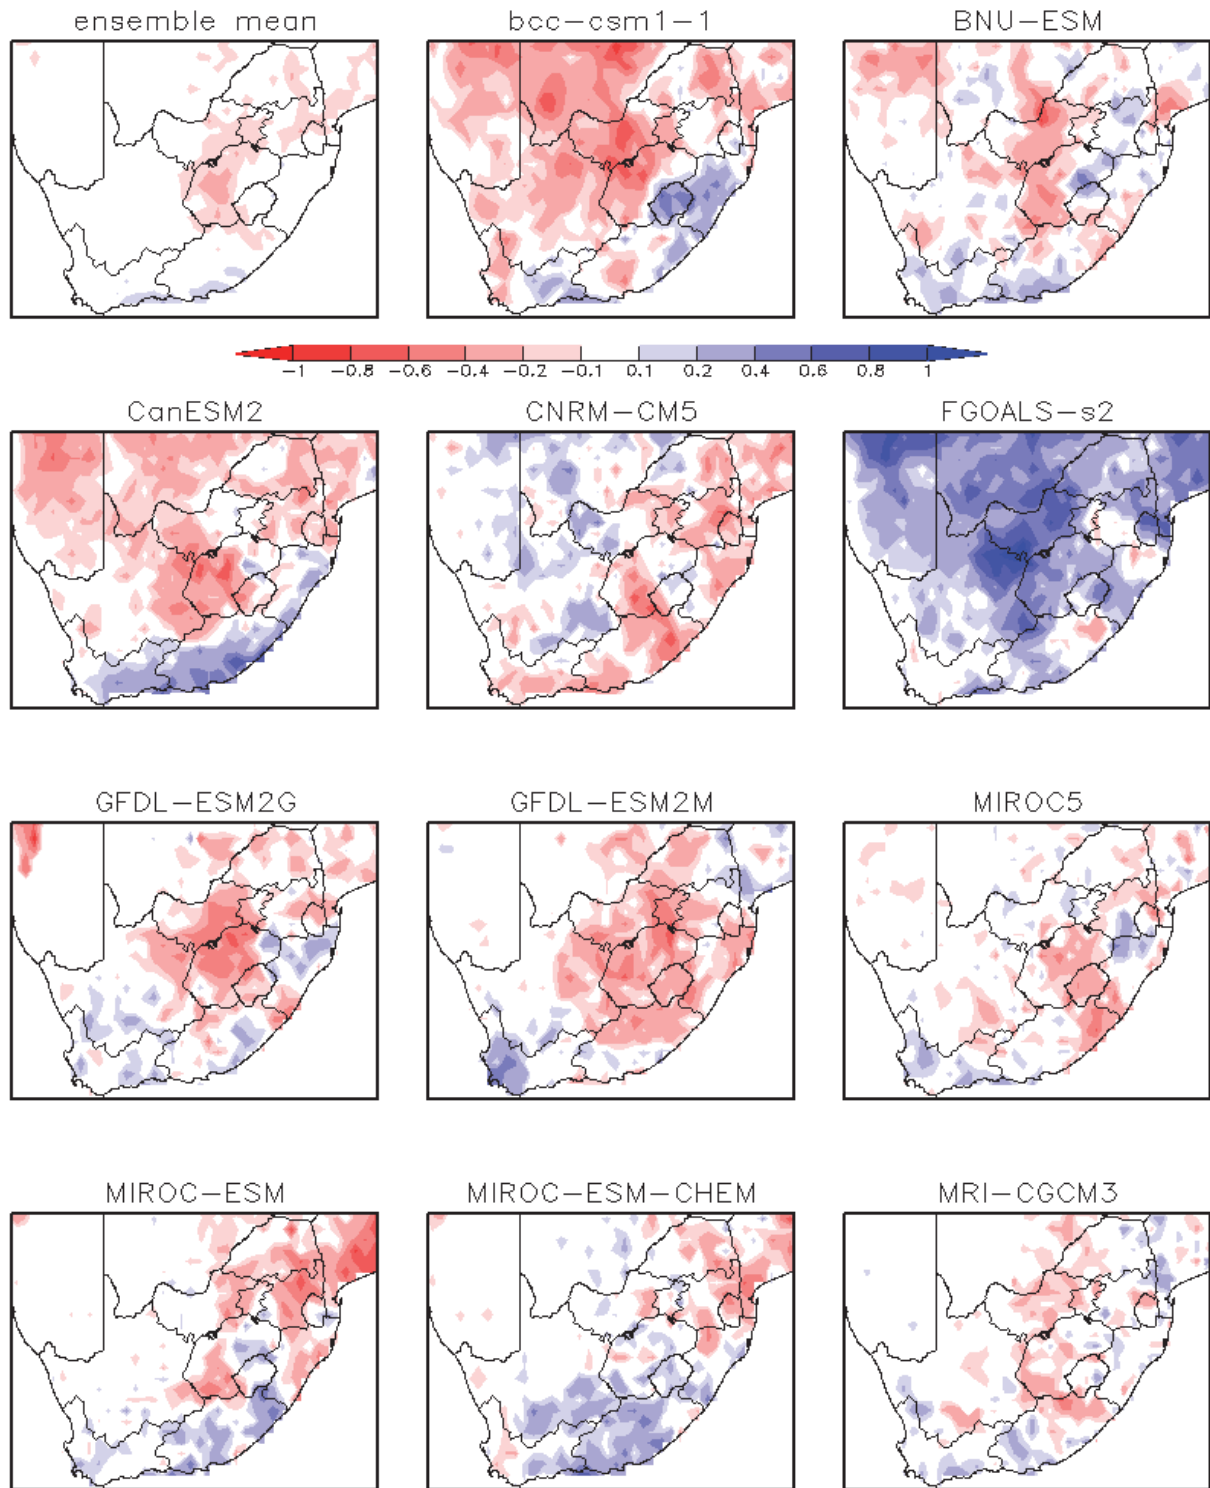 ensemble mean bcc-csm1-1 BNU-ESM
-1 -0.8 -0.6 -0.4 -0.2 -0.1 0.1 0.2 0.4 0.6 0.8 1
CanESM2 CNRM-CM5 FGOALS-s2
GFDL-ESM2G GFDL-ESM2M MIROC5
MIROC-ESM MIROC-ESM-CHEM MRI-CGCM3